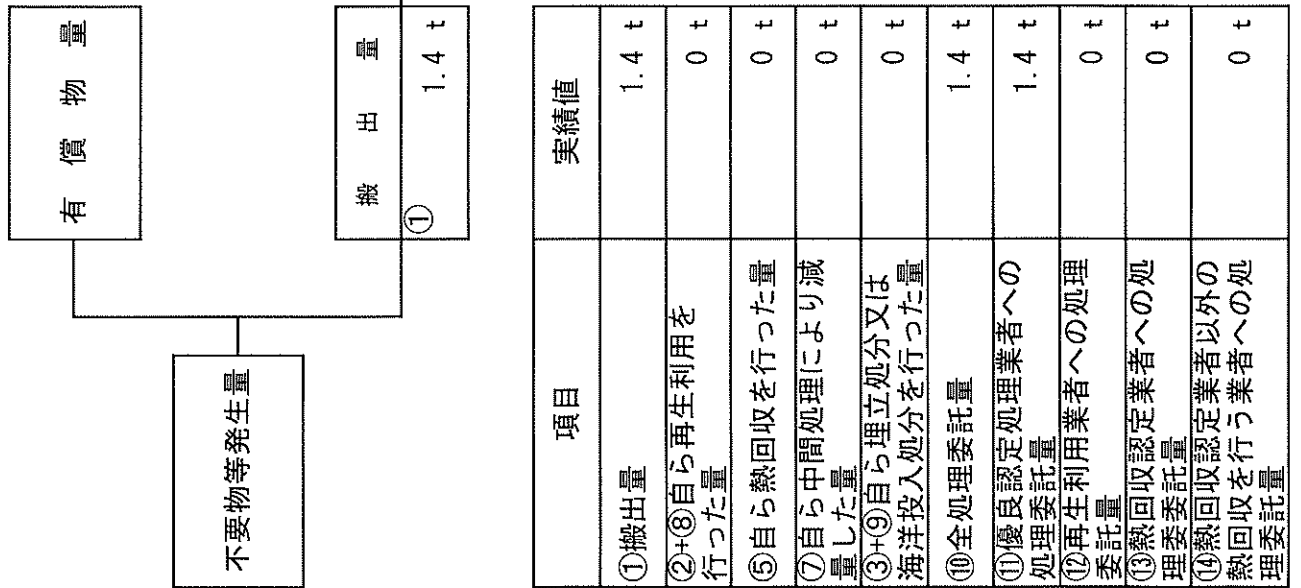 有償物量
不要物等発生量
搬出量
①
1.4 t
項目
実績値
①搬出量
1.4 t
②+⑧自ら再生利用を
行った量
0 t
⑤自ら熱回収を行った量
0 t
⑦自ら中間処理により減
量した量
0 t
③+⑨自ら埋立処分又は
海洋投入処分を行った量
0 t
⑩全処理委託量
1.4 t
⑪優良認定処理業者への
処理委託量
1.4 t
⑫再生利用業者への処理
委託量
0 t
⑬熱回収認定業者への処
理委託量
0 t
⑭熱回収認定業者以外の
熱回収を行う業者への処
理委託量
0 t